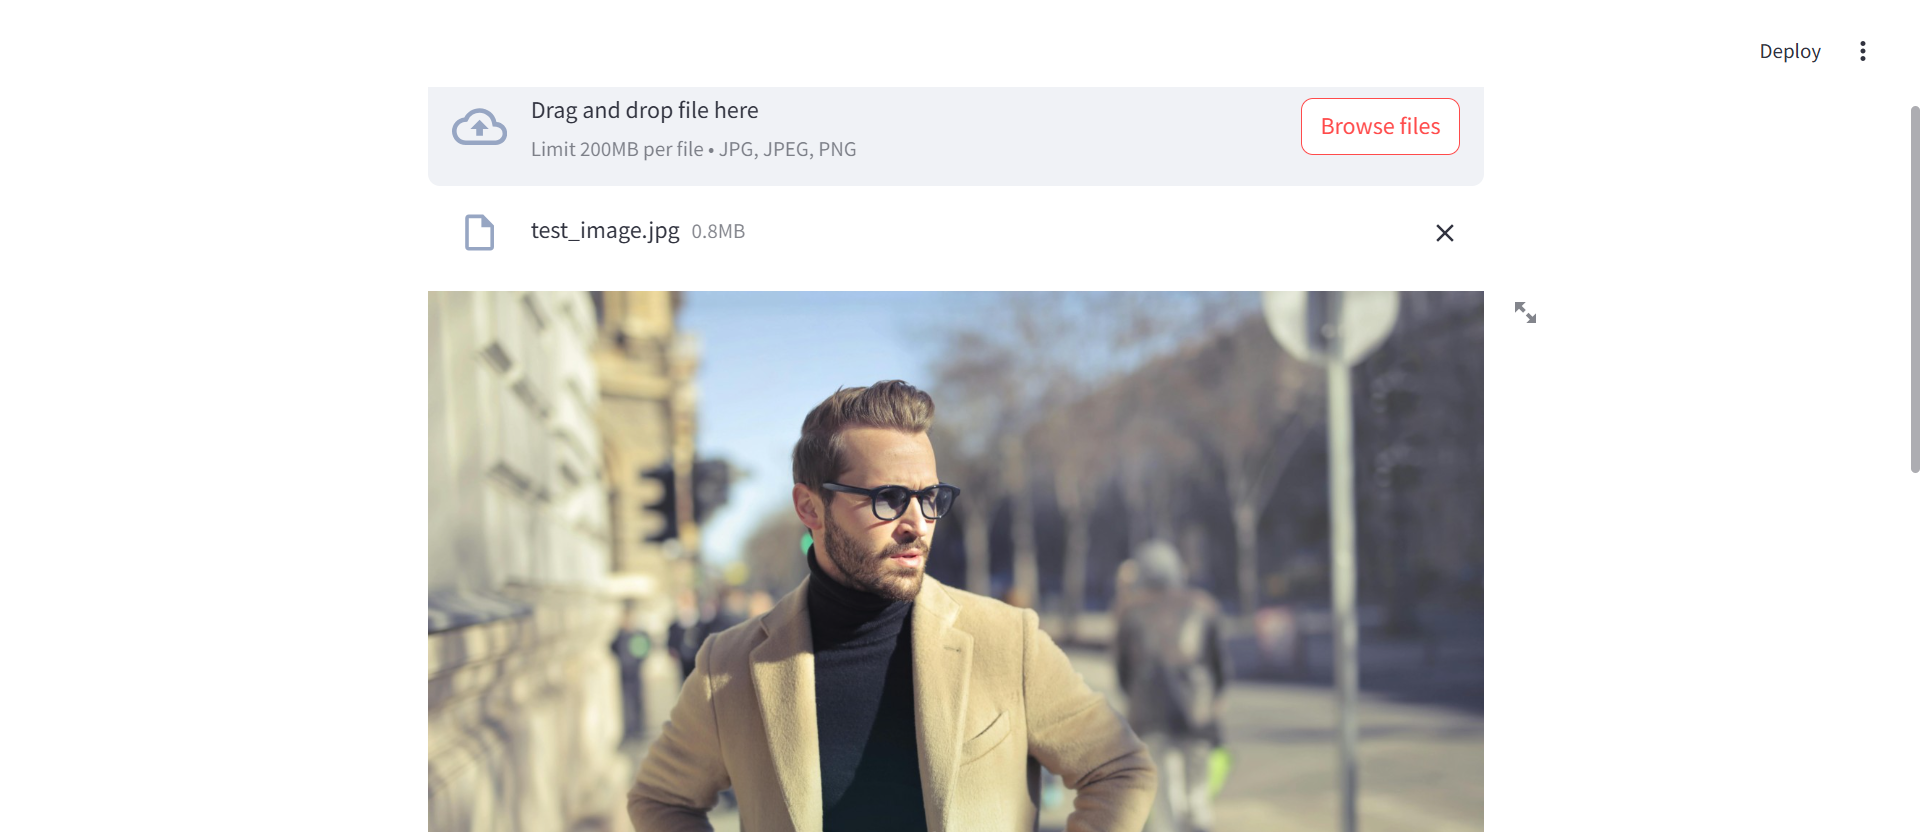 Deploy
Drag and drop file here
Limit 200MB per file • JPG, JPEG, PNG
Browse files
test_image.jpg 0.8MB